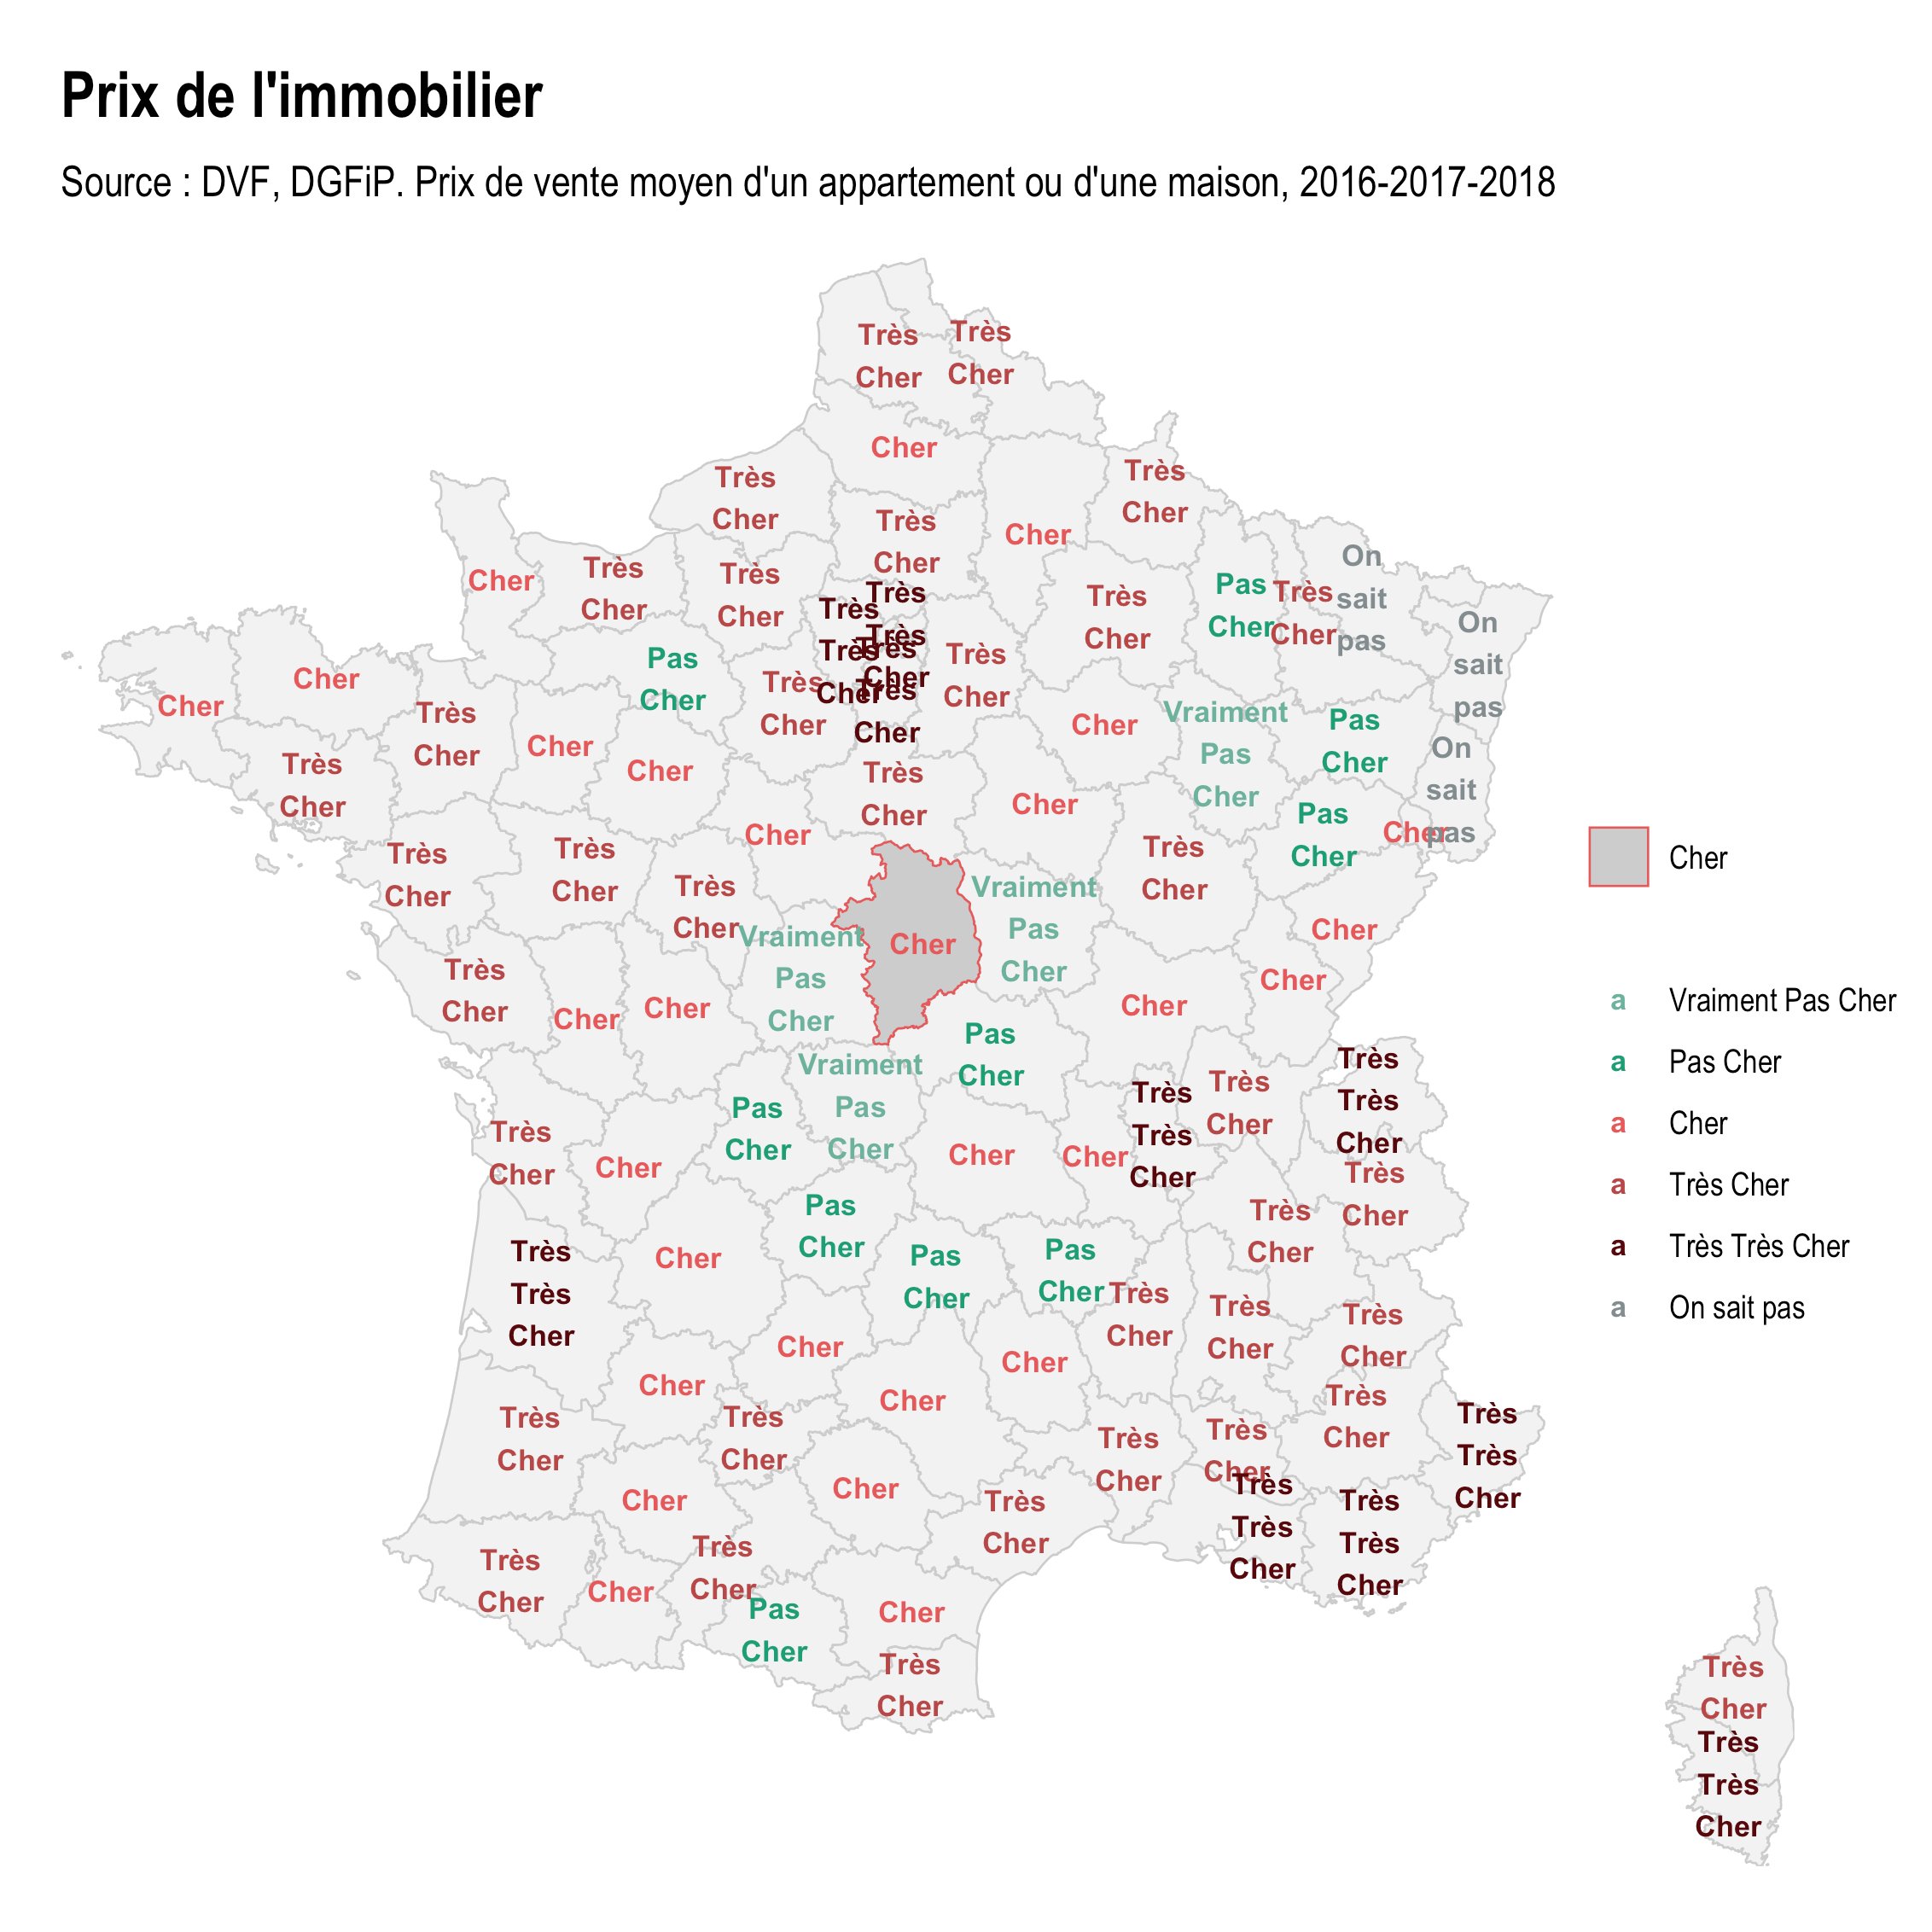 Prix de l'immobilier
Source : DVF, DGFiP. Prix de vente moyen d'un appartement ou d'une maison, 2016-2017-2018
Très
Cher
Très
Cher
Cher
Très
Cher
Très
Cher
Très
Cher
Cher
Cher
Très
Cher
Très
Cher
Très
Très
Cher
Très
Très
Cher
Très
Très
Cher
Très
Cher
Très
Cher
Pas
Cher
Très
Cher
On
sait
pas
On
sait
pas
Cher
Cher
Très
Cher
Pas
Cher
Très
Cher
Cher
Vraiment
Pas
Cher
Pas
Cher
On
sait
pas
Très
Cher
Cher
Cher
Cher
Très
Cher
Cher
Pas
Cher
Cher
Très
Cher
Très
Cher
Très
Cher
Vraiment
Pas
Cher
Cher
Vraiment
Pas
Cher
Très
Cher
Cher
Cher
Très
Cher
Cher
Cher
Cher
Pas
Cher
Très
Très
Cher
Vraiment
Pas
Cher
Pas
Cher
Très
Très
Cher
Très
Cher
Très
Cher
Cher
Cher
Cher
Très
Cher
Pas
Cher
Très
Cher
Très
Très
Cher
Cher
Pas
Cher
Pas
Cher
Très
Cher
Très
Cher
Très
Cher
Cher
Cher
Cher
Cher
Très
Cher
Très
Cher
Très
Cher
Très
Cher
Très
Cher
Très
Très
Cher
Cher
Cher
Très
Cher
Très
Très
Cher
Très
Très
Cher
Très
Cher
Cher
Très
Cher
Pas
Cher
Cher
Très
Cher
Très
Cher
Très
Très
Cher
Cher
a Vraiment Pas Cher
a Pas Cher
a Cher
a Très Cher
a Très Très Cher
a On sait pas